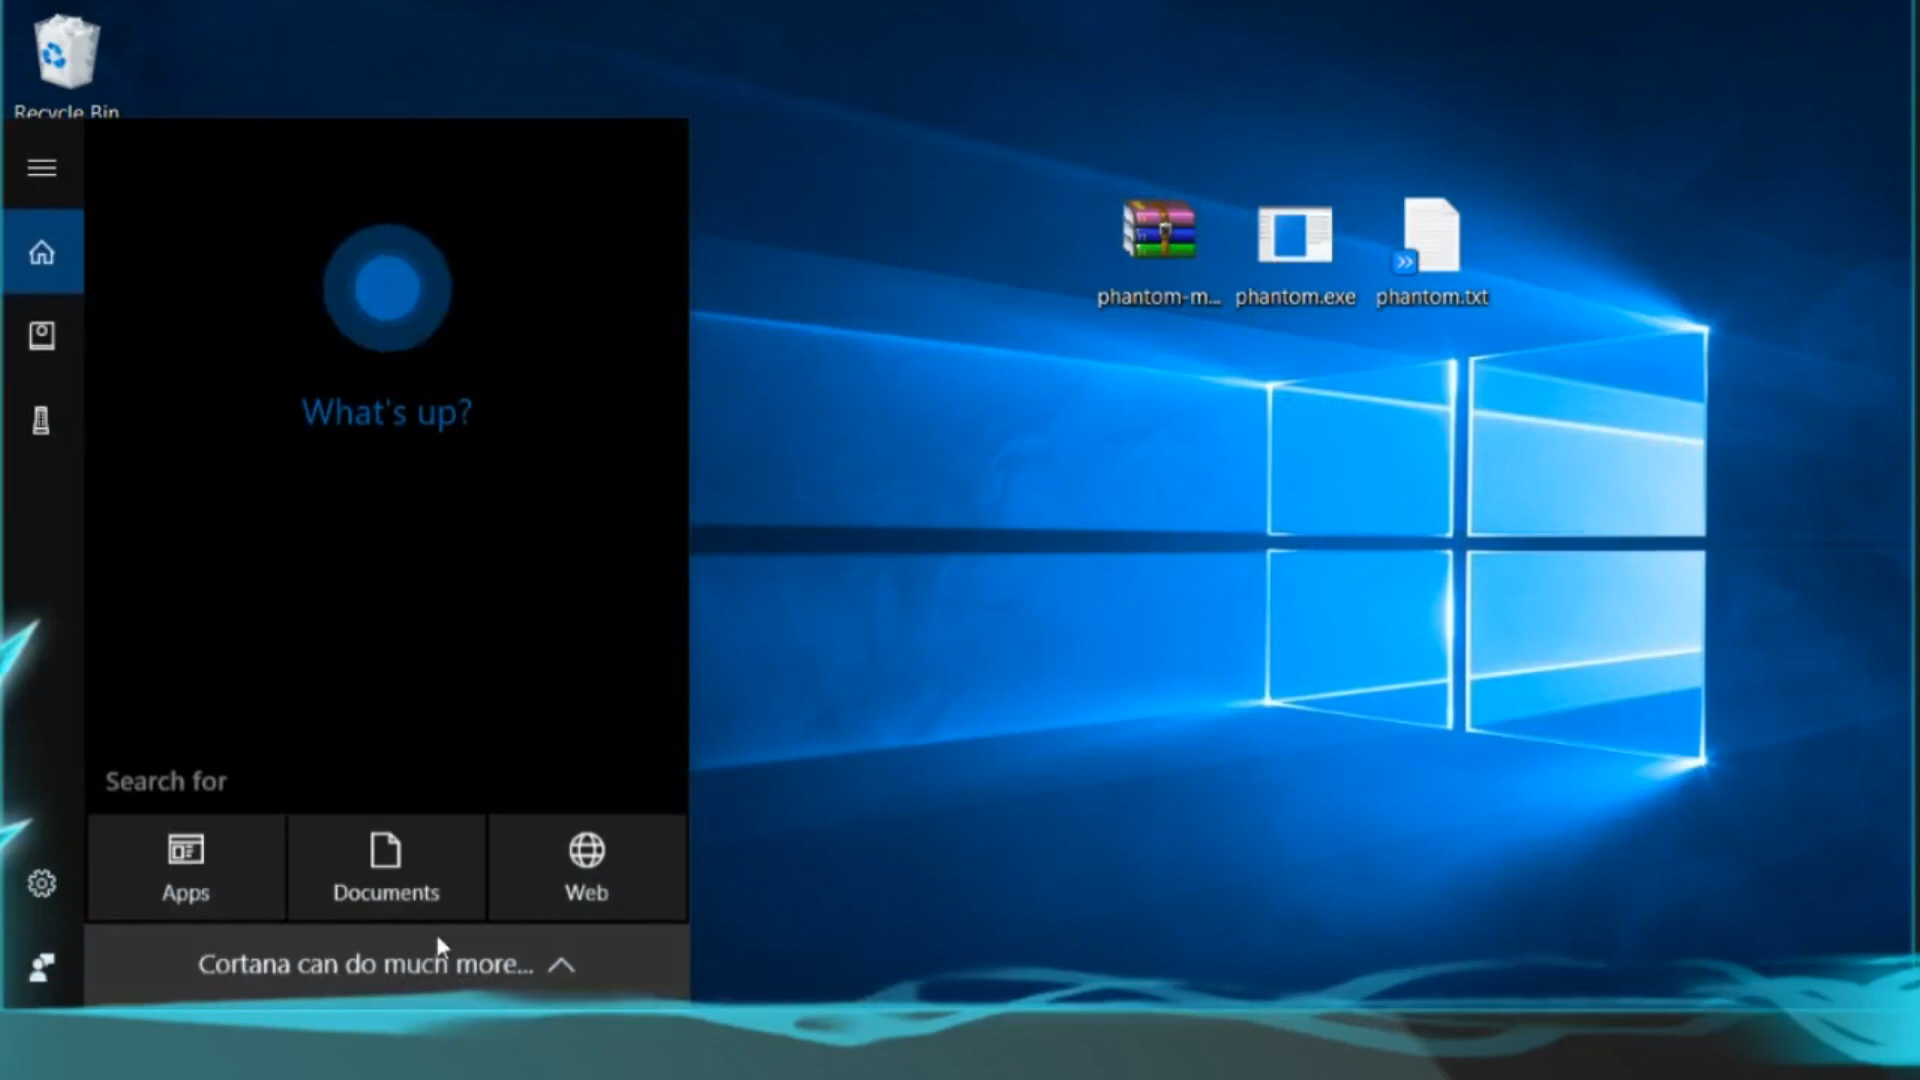 Recycle Bin
phantom-m...
phantom.exe
phantom.txt
What's up?
Search for
Apps
Documents
Web
Cortana can do much more...